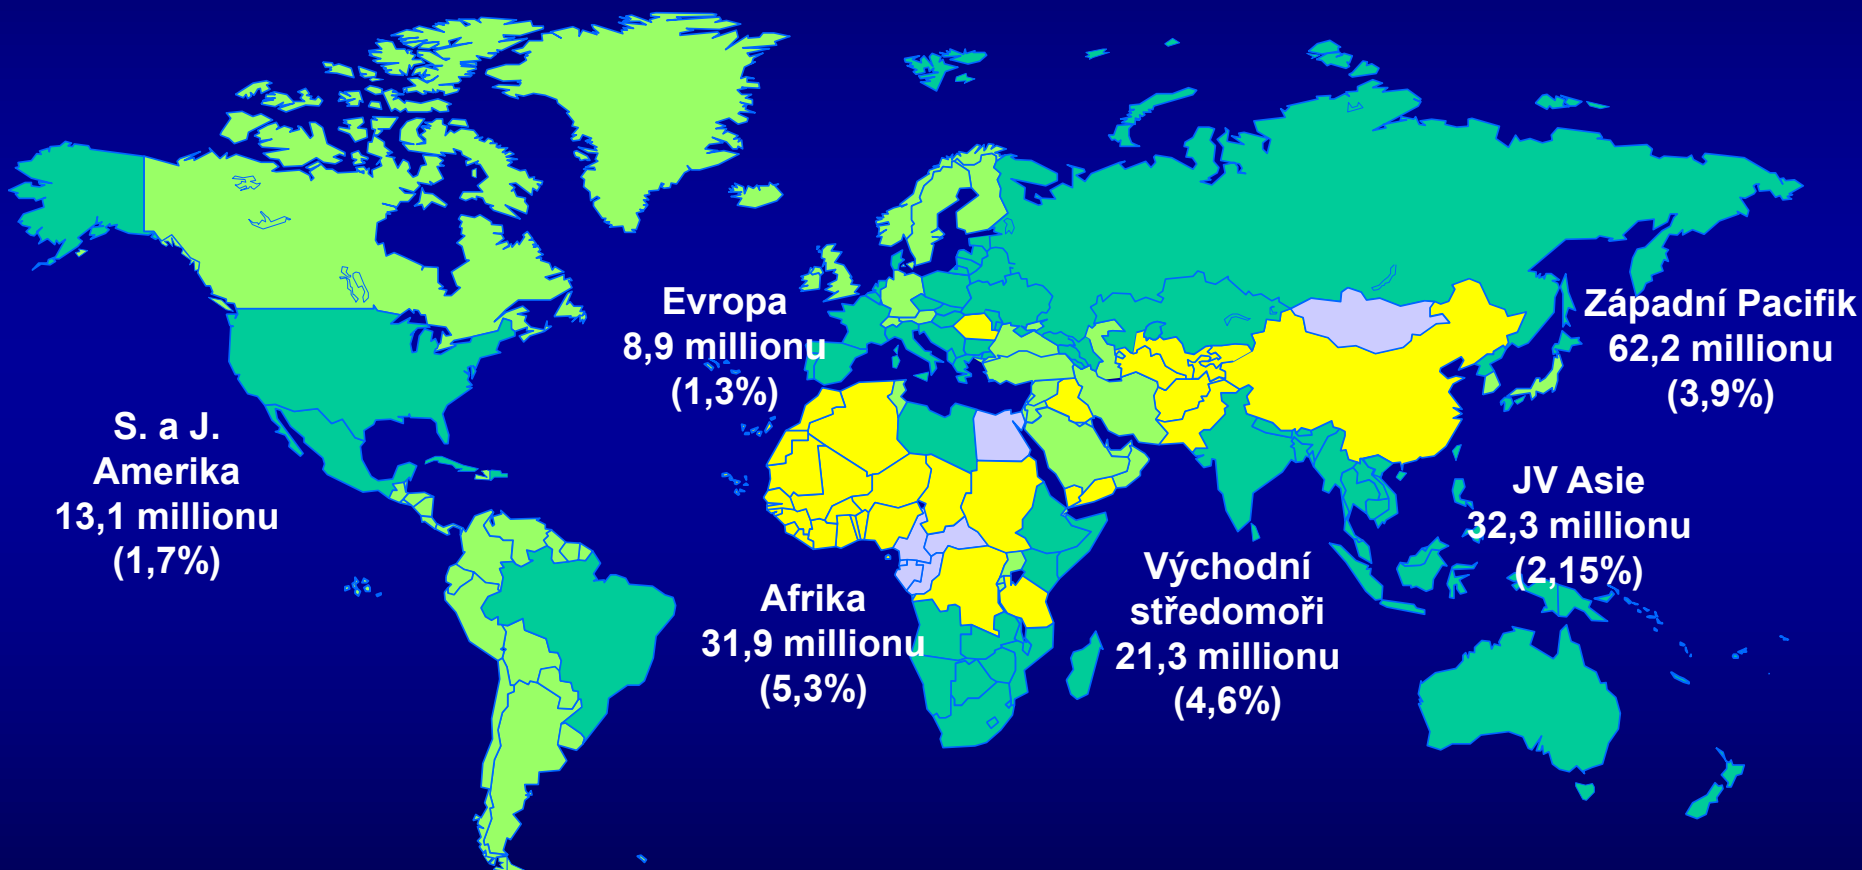 Evropa
8,9 millionu
(1,3%)
Západní Pacifik
62,2 millionu
(3,9%)
S. a J.
Amerika
13,1 millionu
(1,7%)
JV Asie
32,3 millionu
(2,15%)
Afrika
31,9 millionu
(5,3%)
Východní
středomoři
21,3 millionu
(4,6%)